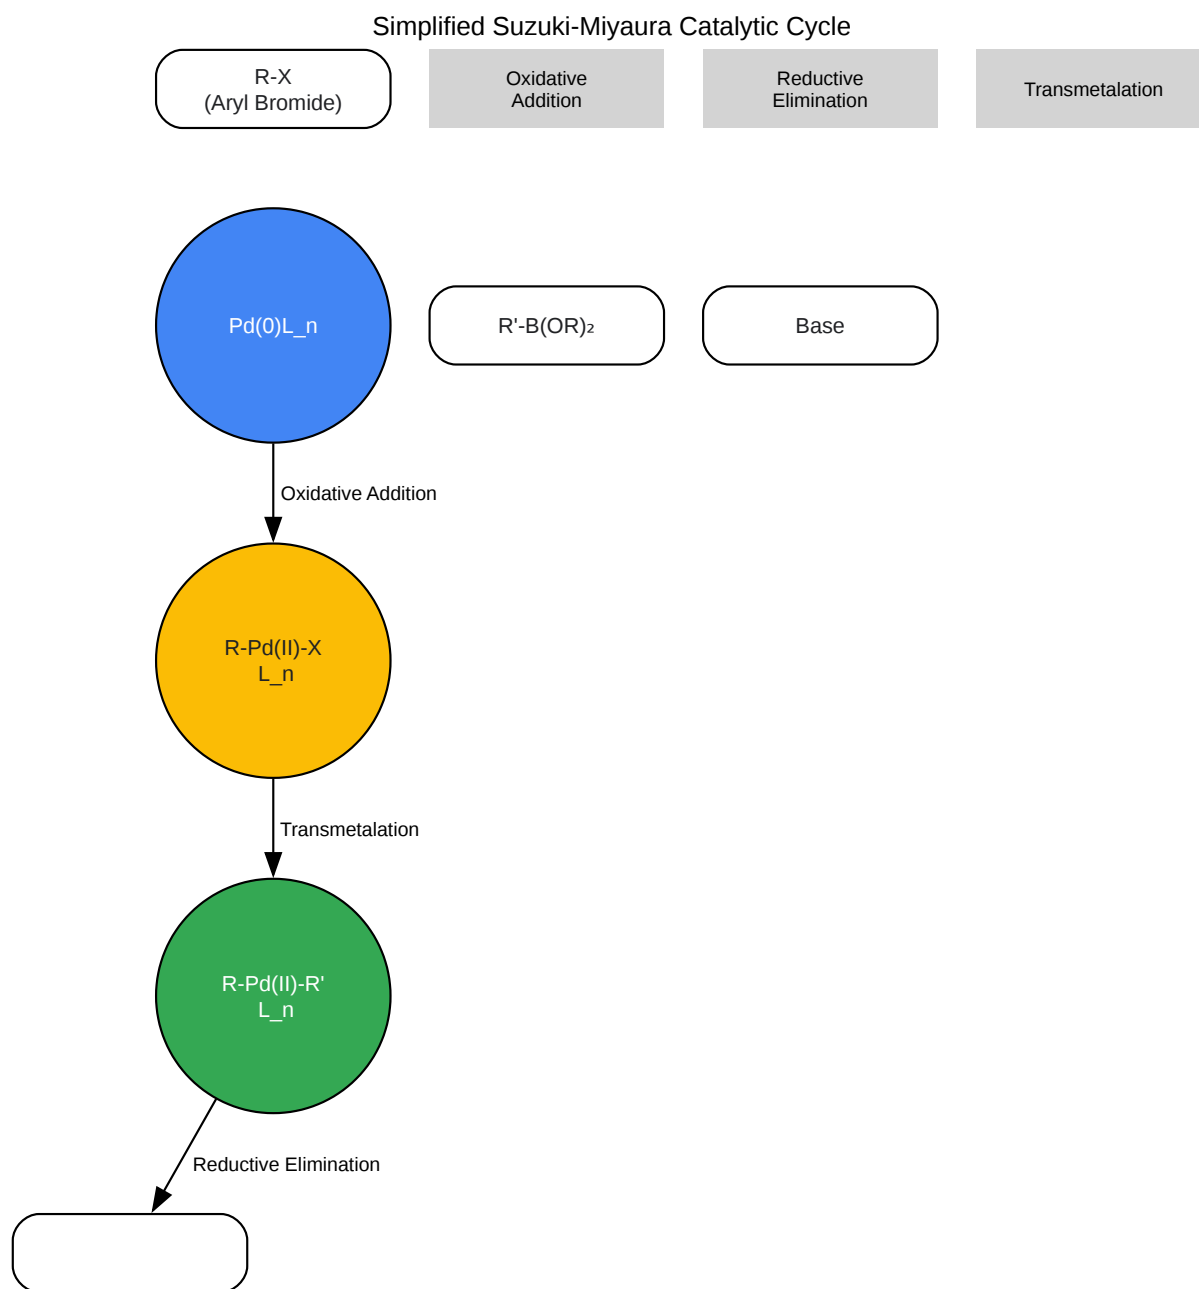 Simplified Suzuki-Miyaura Catalytic Cycle
R-X
(Aryl Bromide)
Oxidative
Addition
Reductive
Elimination
Transmetalation
Pd(0)L_n
R'-B(OR)₂
Base
Oxidative Addition
R-Pd(II)-X
L_n
Transmetalation
R-Pd(II)-R'
L_n
Reductive Elimination